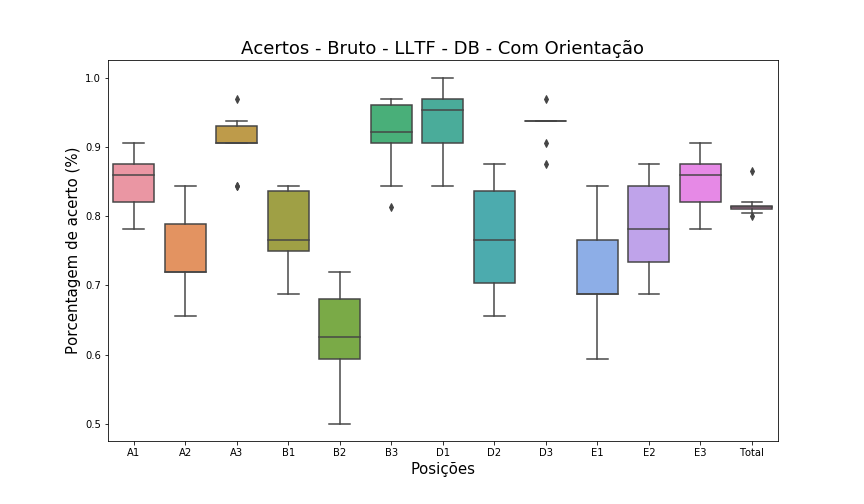 Acertos - Bruto - LLTF - DB - Com Orientação
Porcentagem de acerto (%)
1.0
0.9
0.8
0.7
0.6
0.5
A1 A2 A3 B1 B2 B3 D1 D2 D3 E1 E2 E3 Total
Posições